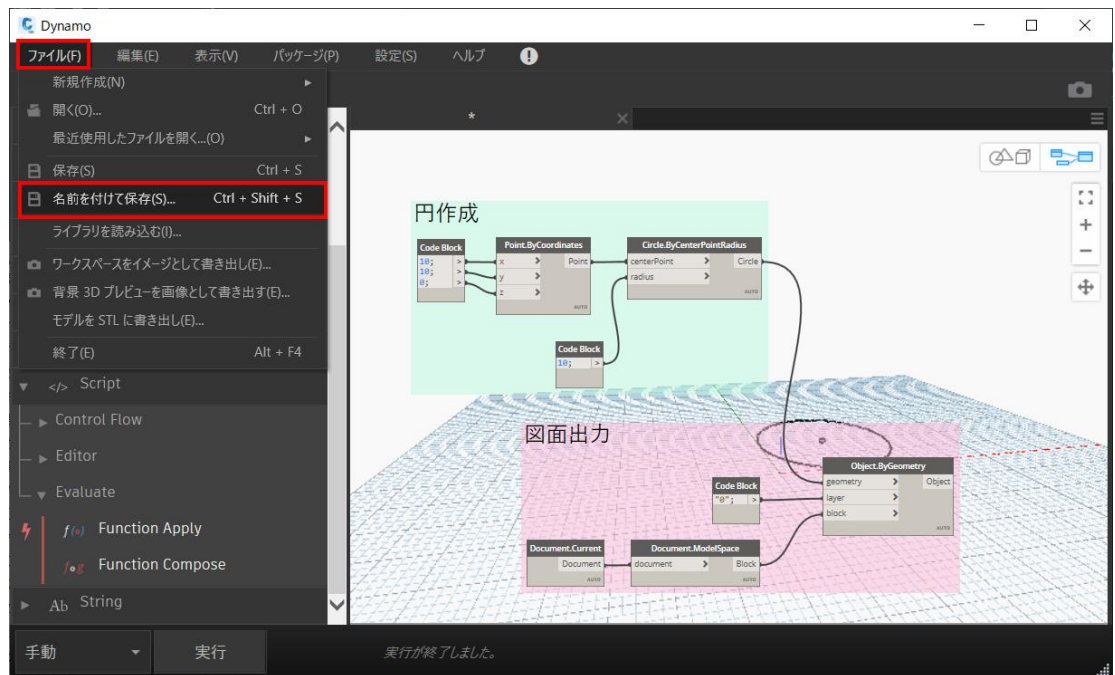 Dynamo
ファイル(F) 編集(E) 表示(V) パッケージ(P) 設定(S) ヘルプ
新規作成(N)
開く(O)... Ctrl + O
最近使用したファイルを開く...(O)
保存(S) Ctrl + S
名前を付けて保存(S)... Ctrl + Shift + S
ライブラリを読み込む(I)...
ワークスペースをイメージとして書き出し(E)...
背景 3D プレビューを画像として書き出す(E)...
モデルを STL に書き出し(E)...
終了(E) Alt + F4
</> Script
Control Flow
Editor
Evaluate
f(o) Function Apply
fog Function Compose
Ab String
手動 実行 実行が終了しました。
*
円作成
Code Block
10; >
10; >
0; >
Point.ByCoordinates
x > Point
y >
z >
AUTO
Circle.ByCenterPointRadius
centerPoint > Circle
radius >
AUTO
Code Block
10; >
図面出力
Code Block
"0"; >
Object.ByGeometry
geometry > Object
layer >
block >
AUTO
Document.Current
Document
AUTO
Document.ModelSpace
document > Block
AUTO